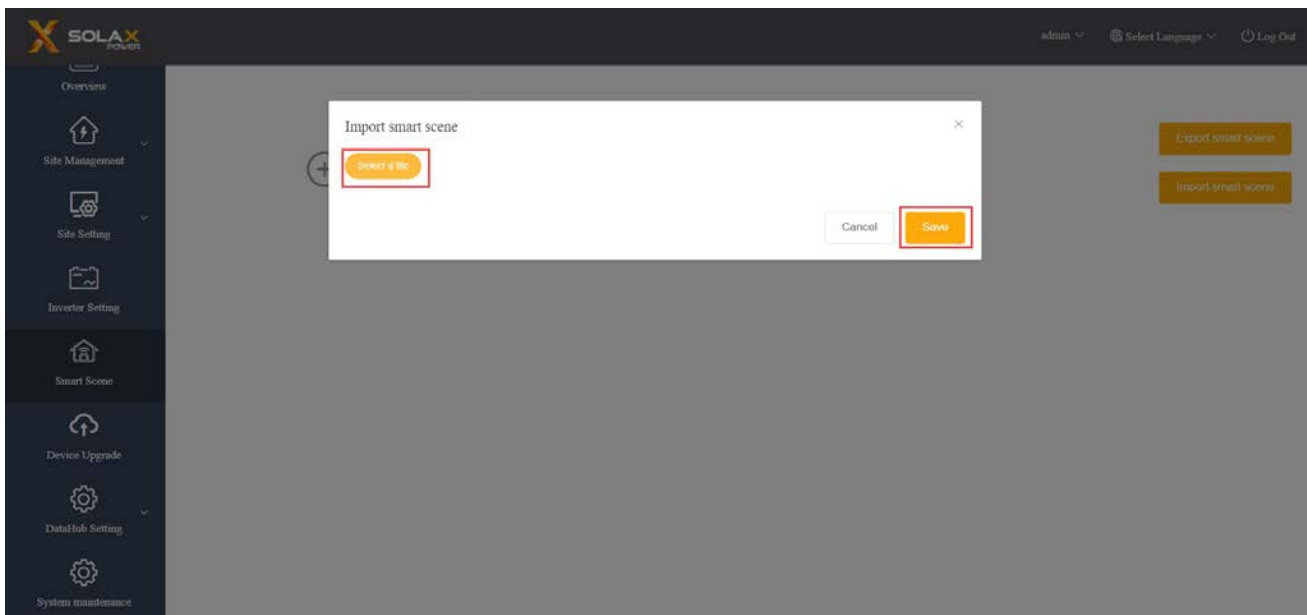 SOLAX
POWER
admin
Select Language
Log Out
Overview
Site Management
Site Setting
Inverter Setting
Smart Scene
Device Upgrade
DataHub Setting
System maintenance
Import smart scene
Select a file
Cancel
Save
Export smart scene
Import smart scene